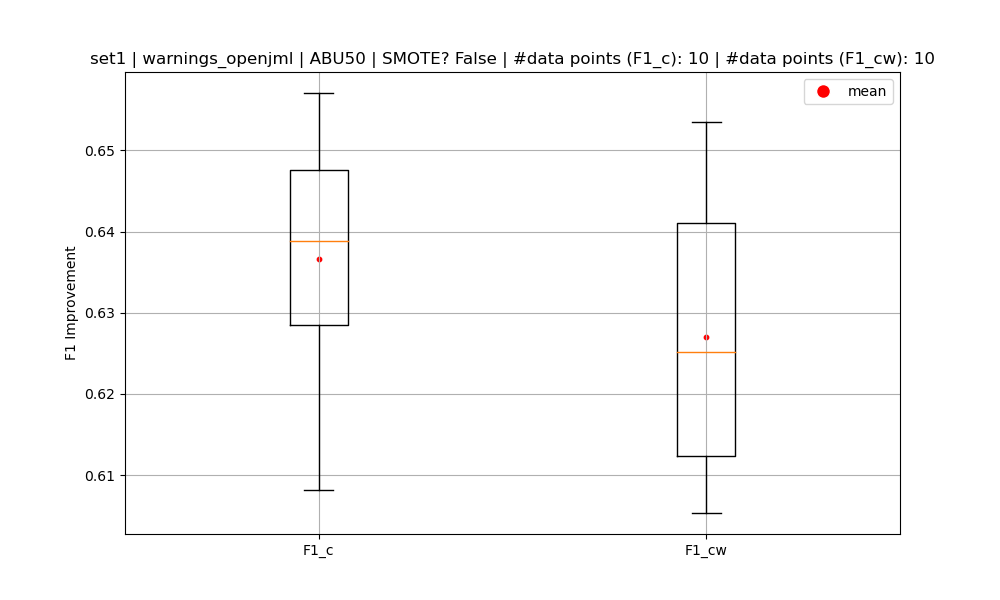 set1 | warnings_openjml | ABU50 | SMOTE? False | #data points (F1_c): 10 | #data points (F1_cw): 10
mean
0.65
0.64
0.63
0.62
0.61
F1 Improvement
F1_c
F1_cw